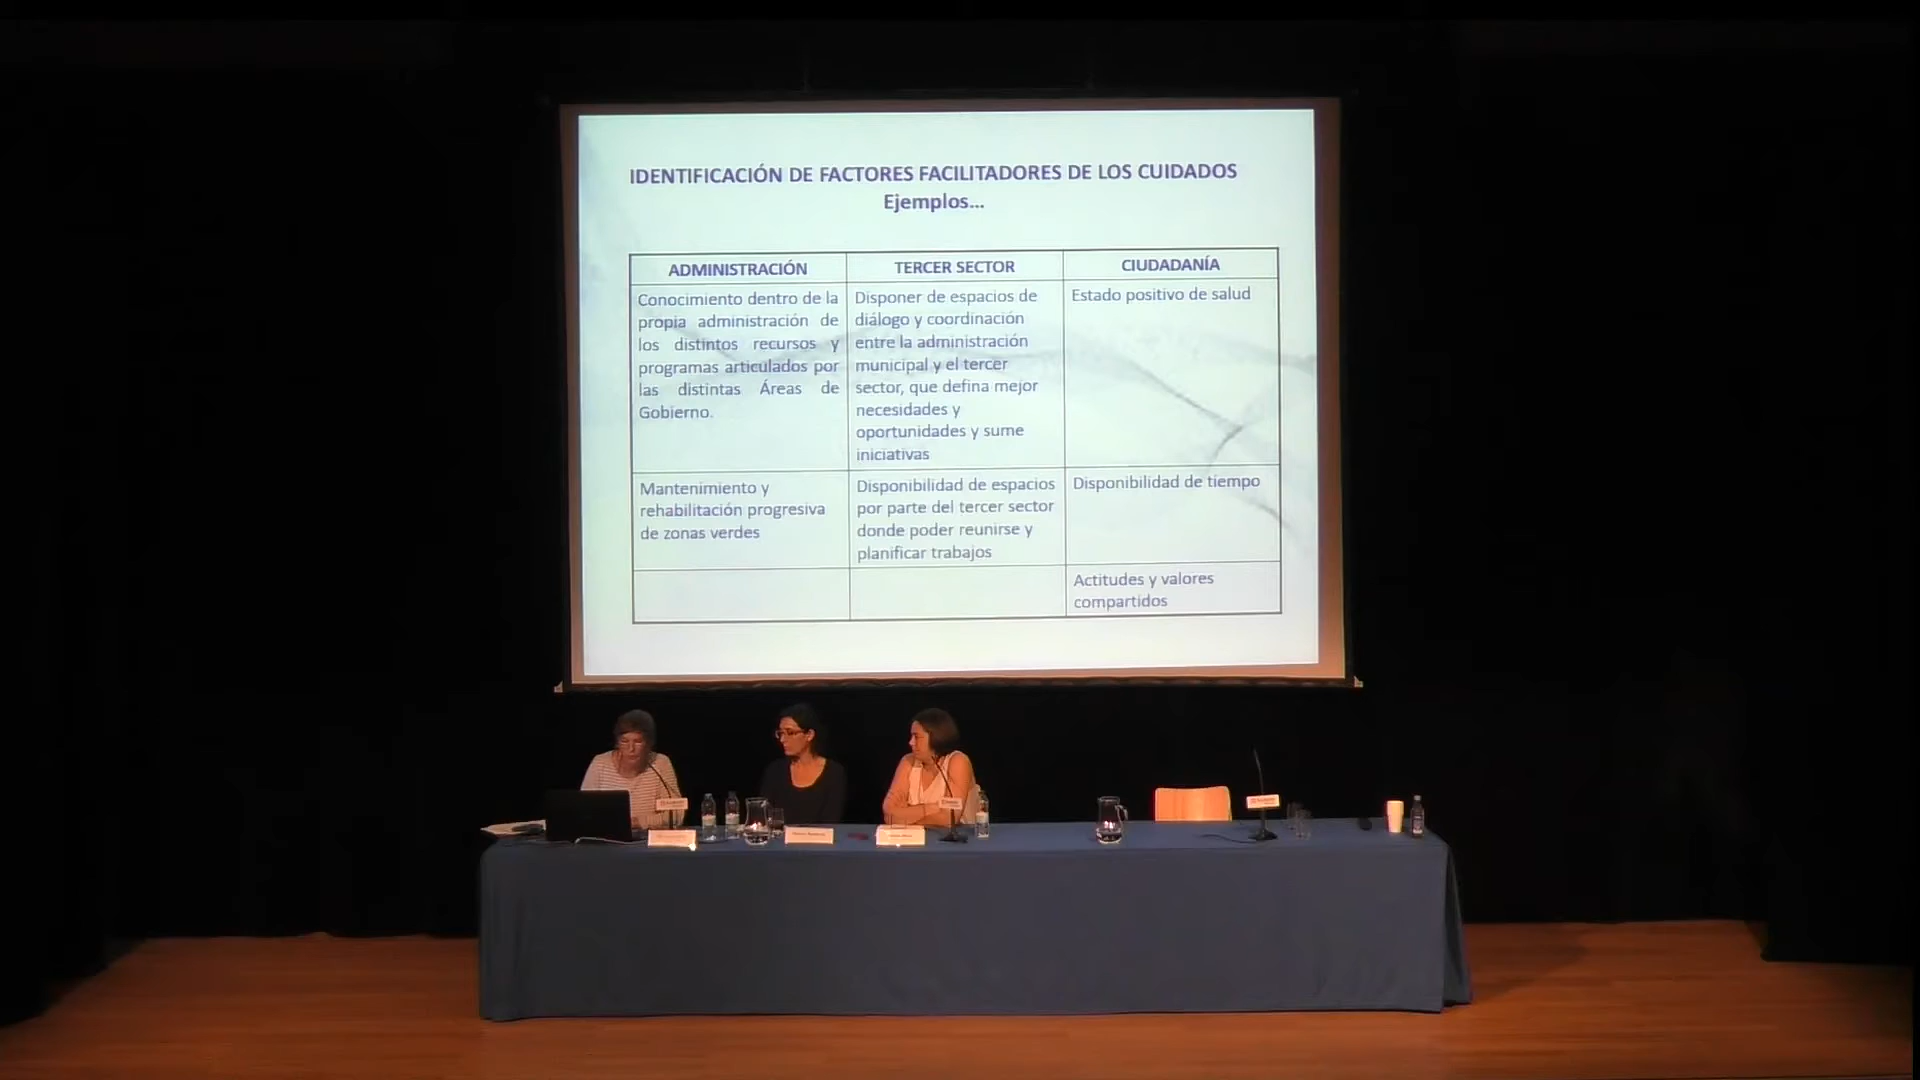 IDENTIFICACIÓN DE FACTORES FACILITADORES DE LOS CUIDADOS
Ejemplos...
ADMINISTRACIÓN
TERCER SECTOR
CIUDADANÍA
Conocimiento dentro de la
propia administración de
los distintos recursos y
programas articulados por
las distintas Áreas de
Gobierno.
Disponer de espacios de
diálogo y coordinación
entre la administración
municipal y el tercer
sector, que defina mejor
necesidades y
oportunidades y sume
iniciativas
Estado positivo de salud
Mantenimiento y
rehabilitación progresiva
de zonas verdes
Disponibilidad de espacios
por parte del tercer sector
donde poder reunirse y
planificar trabajos
Disponibilidad de tiempo
Actitudes y valores
compartidos